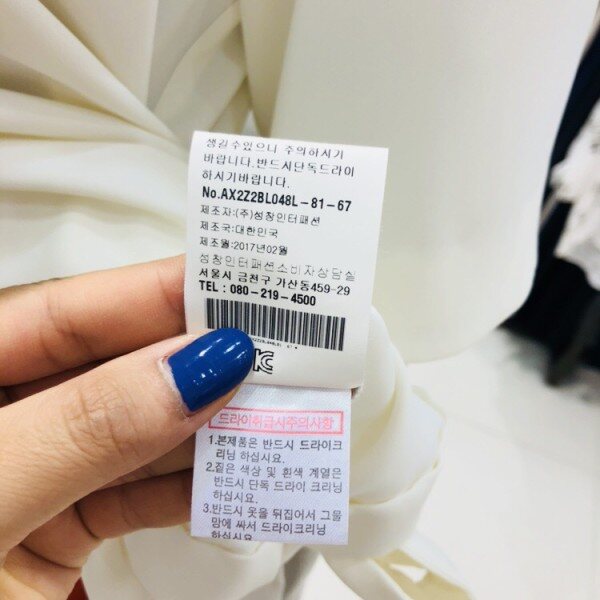 생길수있으니 주의하시기
바랍니다.반드시단독드라이
하시기바랍니다.
No.AX2Z2BL048L-81-67
제조자:(주)성창인터패션
제조국:대한민국
제조월:2017년02월
성창인터패션소비자상담실
서울시 금천구 가산동459-29
TEL : 080-219-4500
드라이취급시주의사항
1.본제품은 반드시 드라이크
리닝 하십시요.
2.짙은 색상 및 흰색 계열은
반드시 단독 드라이 크리닝
하십시요.
3.반드시 옷을 뒤집어서 그물
망에 싸서 드라이크리닝
하십시요